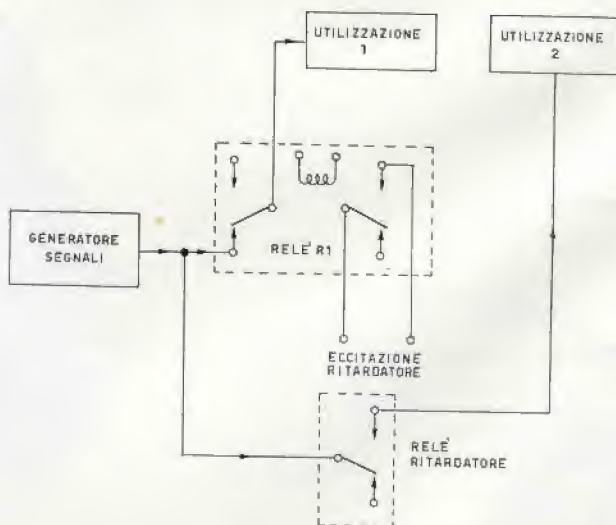 UTILIZZAZIONE
1
UTILIZZAZIONE
2
GENERATORE
SEGNALI
RELE' R1
ECCITAZIONE
RITARDATORE
RELE'
RITARDATORE